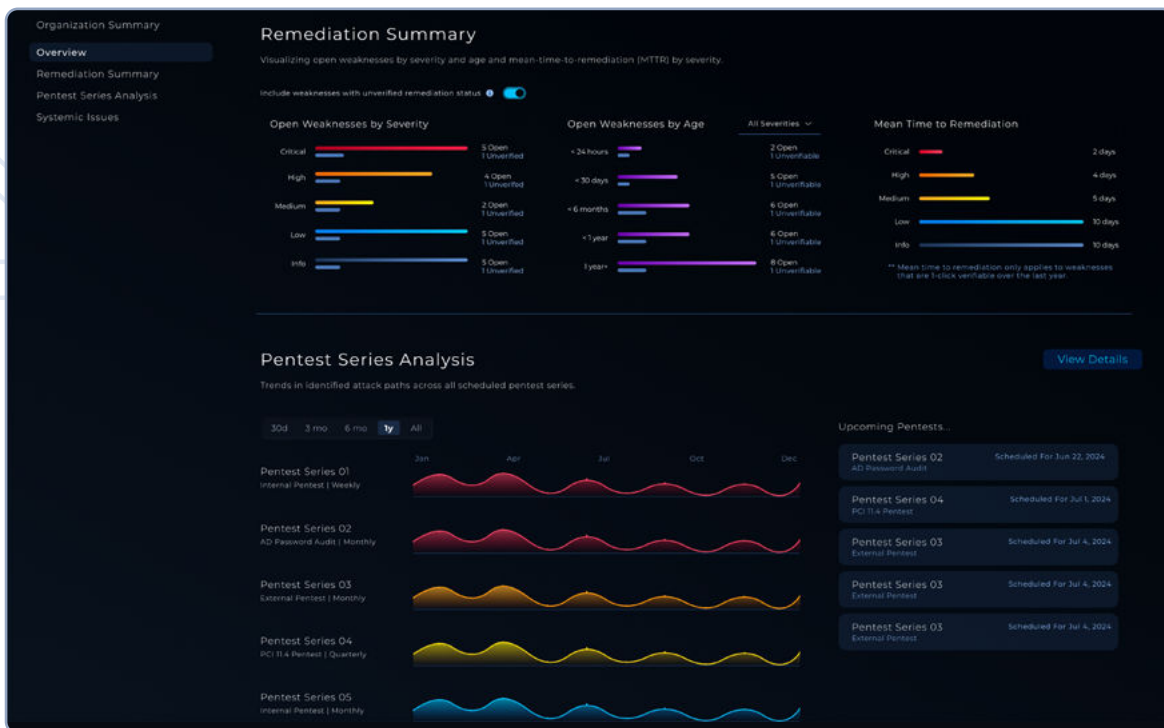 Organization Summary
Overview
Remediation Summary
Pentest Series Analysis
Systemic Issues
Remediation Summary
Visualizing open weaknesses by severity and age and mean-time-to-remediation (MTTR) by severity.
Include weaknesses with unverified remediation status
Open Weaknesses by Severity
Critical
5 Open
1 Unverified
High
4 Open
1 Unverifed
Medium
2 Open
1 Unverified
Low
5 Open
1 Unverified
Info
5 Open
1 Unverified
Open Weaknesses by Age
All Severities
< 24 hours
2 Open
1 Unverifiable
< 30 days
5 Open
1 Unverifiable
< 6 months
6 Open
1 Unverifiable
< 1 year
6 Open
1 Unverifiable
1 year+
8 Open
1 Unverifiable
Mean Time to Remediation
Critical
2 days
High
4 days
Medium
5 days
Low
10 days
Info
10 days
** Mean time to remediation only applies to weaknesses
that are 1-click verifiable over the last year.
Pentest Series Analysis
View Details
Trends in identified attack paths across all scheduled pentest series.
30d 3 mo 6 mo 1y All
Jan Apr Jul Oct Dec
Pentest Series 01
Internal Pentest | Weekly
Pentest Series 02
AD Password Audit | Monthly
Pentest Series 03
External Pentest | Monthly
Pentest Series 04
PCI 11.4 Pentest | Quarterly
Pentest Series 05
Internal Pentest | Monthly
Upcoming Pentests...
Pentest Series 02 Scheduled For Jun 22, 2024
AD Password Audit
Pentest Series 04 Scheduled For Jul 1, 2024
PCI 11.4 Pentest
Pentest Series 03 Scheduled For Jul 4, 2024
External Pentest
Pentest Series 03 Scheduled For Jul 4, 2024
External Pentest
Pentest Series 03 Scheduled For Jul 4, 2024
External Pentest